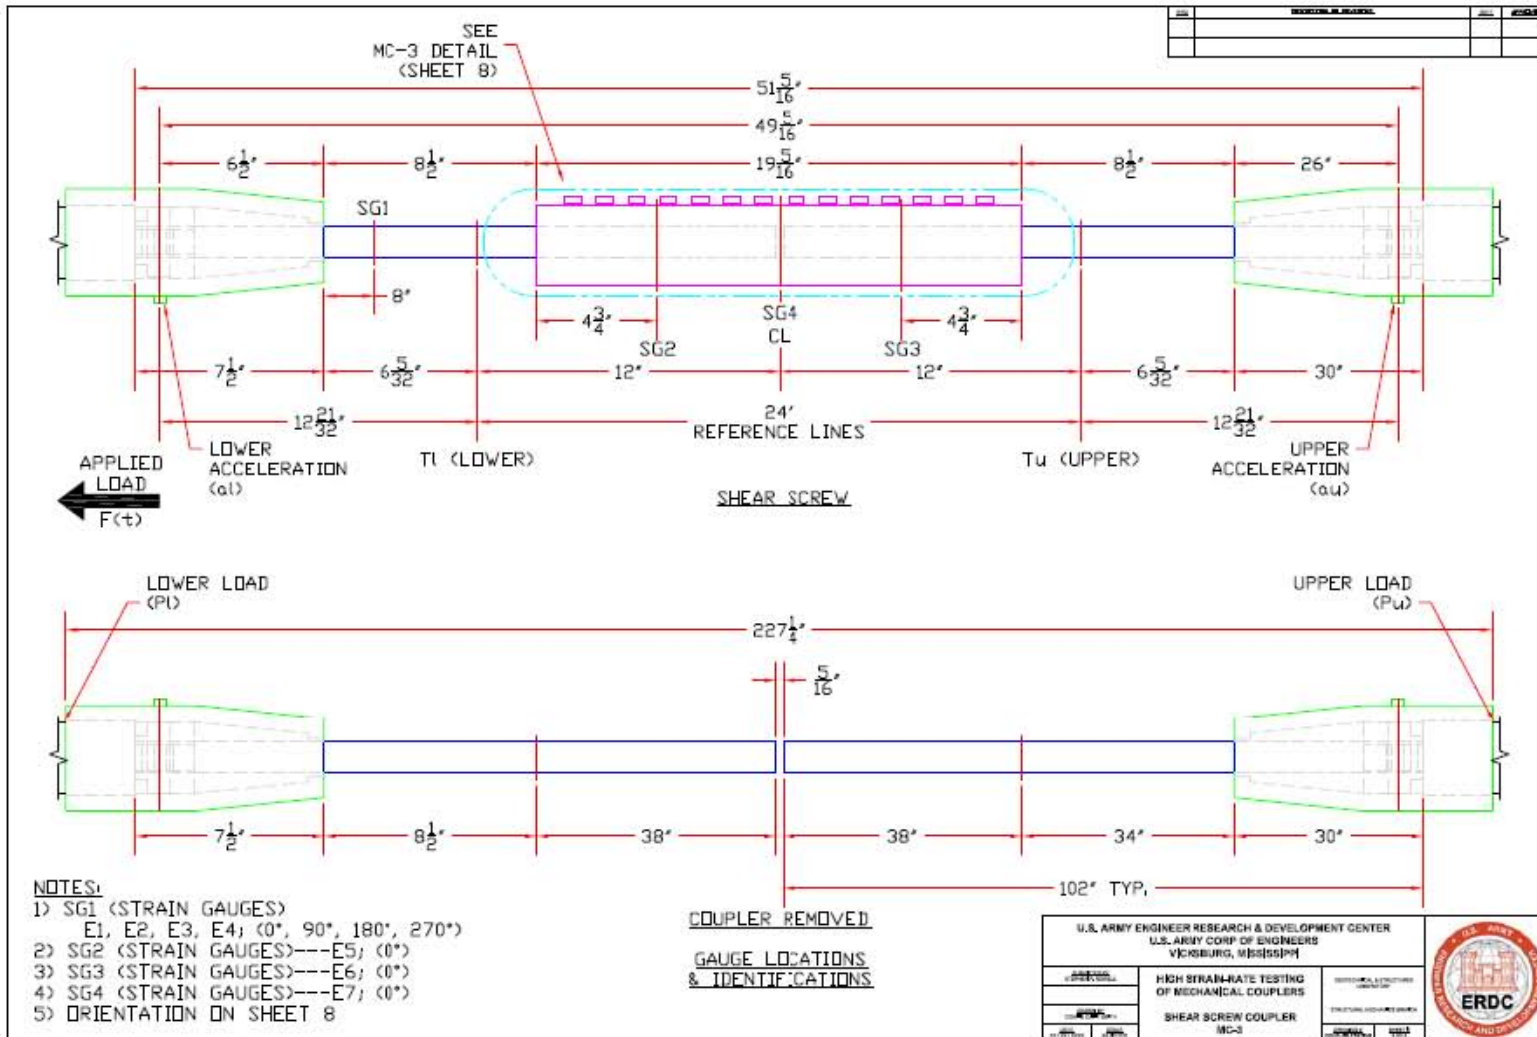 SEE
MC-3 DETAIL
(SHEET 8)
51 5/16"
49 5/16"
6 1/2"
8 1/2"
19 5/16"
8 1/2"
26"
SG1
8"
4 3/4"
SG4
CL
4 3/4"
SG2
SG3
7 1/2"
6 5/32"
12"
12"
6 5/32"
30"
12 21/32"
24'
REFERENCE LINES
12 21/32"
LOWER
ACCELERATION
(al)
Tl (LOWER)
Tu (UPPER)
UPPER
ACCELERATION
(au)
APPLIED
LOAD
F(t)
SHEAR SCREW
LOWER LOAD
(Pl)
UPPER LOAD
(Pu)
227 1/4"
5/16"
7 1/2"
8 1/2"
38"
38"
34"
30"
102" TYP.
NOTES:
1) SG1 (STRAIN GAUGES)
E1, E2, E3, E4; (0°, 90°, 180°, 270°)
2) SG2 (STRAIN GAUGES)---E5; (0°)
3) SG3 (STRAIN GAUGES)---E6; (0°)
4) SG4 (STRAIN GAUGES)---E7; (0°)
5) ORIENTATION ON SHEET 8
COUPLER REMOVED
GAUGE LOCATIONS
& IDENTIFICATIONS
U.S. ARMY ENGINEER RESEARCH & DEVELOPMENT CENTER
U.S. ARMY CORP OF ENGINEERS
VICKSBURG, MISSISSIPPI
HIGH STRAIN-RATE TESTING
OF MECHANICAL COUPLERS
SHEAR SCREW COUPLER
MC-3
U.S. ARMY
ERDC